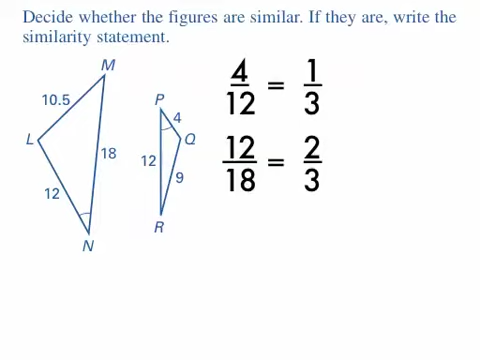 Decide whether the figures are similar. If they are, write the
similarity statement.
M
10.5
L
18
12
N
P
4
Q
12
9
R
4/12 = 1/3
12/18 = 2/3